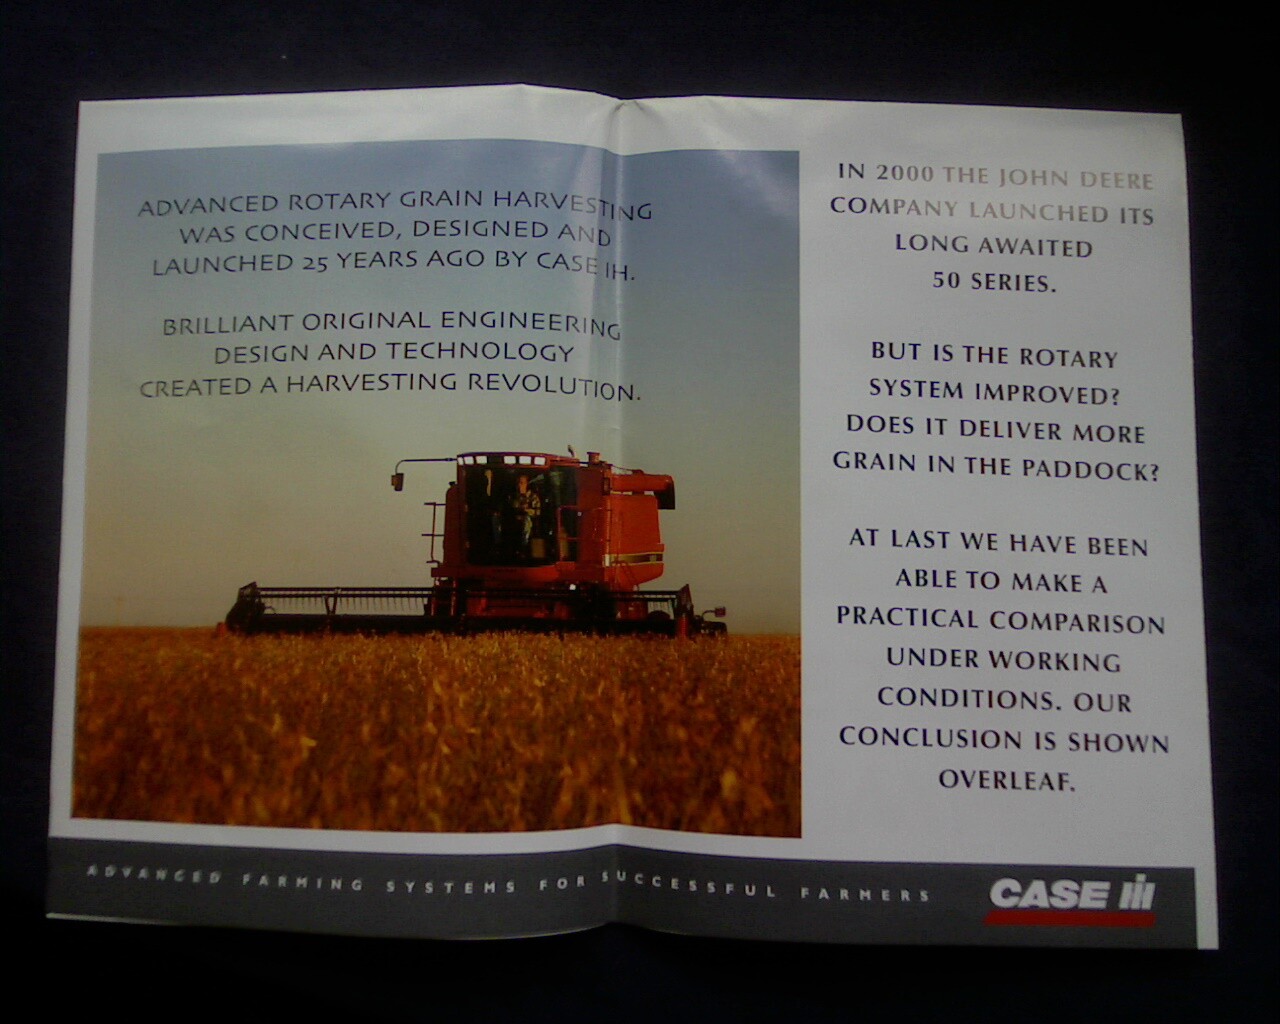 ADVANCED ROTARY GRAIN HARVESTING
WAS CONCEIVED, DESIGNED AND
LAUNCHED 25 YEARS AGO BY CASE IH.
BRILLIANT ORIGINAL ENGINEERING
DESIGN AND TECHNOLOGY
CREATED A HARVESTING REVOLUTION.
IN 2000 THE JOHN DEERE
COMPANY LAUNCHED ITS
LONG AWAITED
50 SERIES.
BUT IS THE ROTARY
SYSTEM IMPROVED?
DOES IT DELIVER MORE
GRAIN IN THE PADDOCK?
AT LAST WE HAVE BEEN
ABLE TO MAKE A
PRACTICAL COMPARISON
UNDER WORKING
CONDITIONS. OUR
CONCLUSION IS SHOWN
OVERLEAF.
ADVANCED FARMING SYSTEMS FOR SUCCESSFUL FARMERS
CASE IH